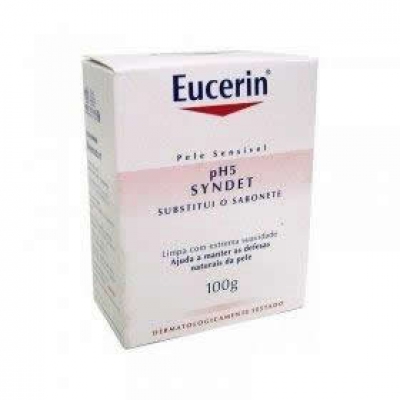 Eucerin®
Pele Sensível
pH5
SYNDET
SUBSTITUI O SABONETE
Limpa com extrema suavidade
Ajuda a manter as defesas
naturais da pele
100g
DERMATOLOGICAMENTE TESTADO